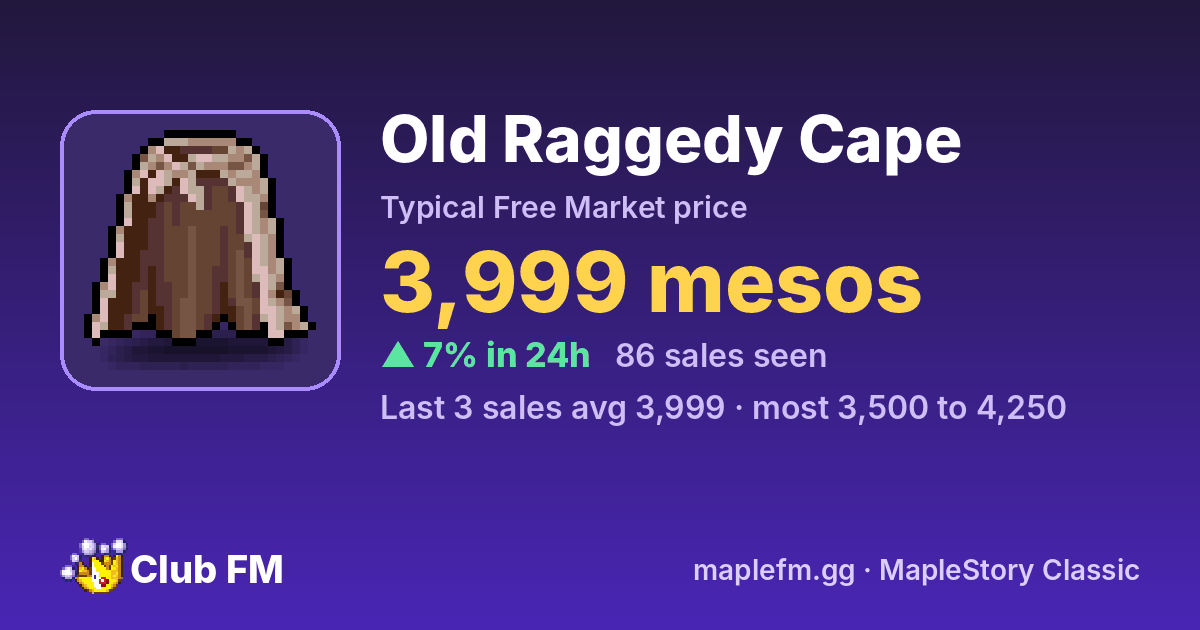 Old Raggedy Cape
Typical Free Market price
3,999 mesos
▲ 7% in 24h 86 sales seen
Last 3 sales avg 3,999 · most 3,500 to 4,250
Club FM
maplefm.gg · MapleStory Classic